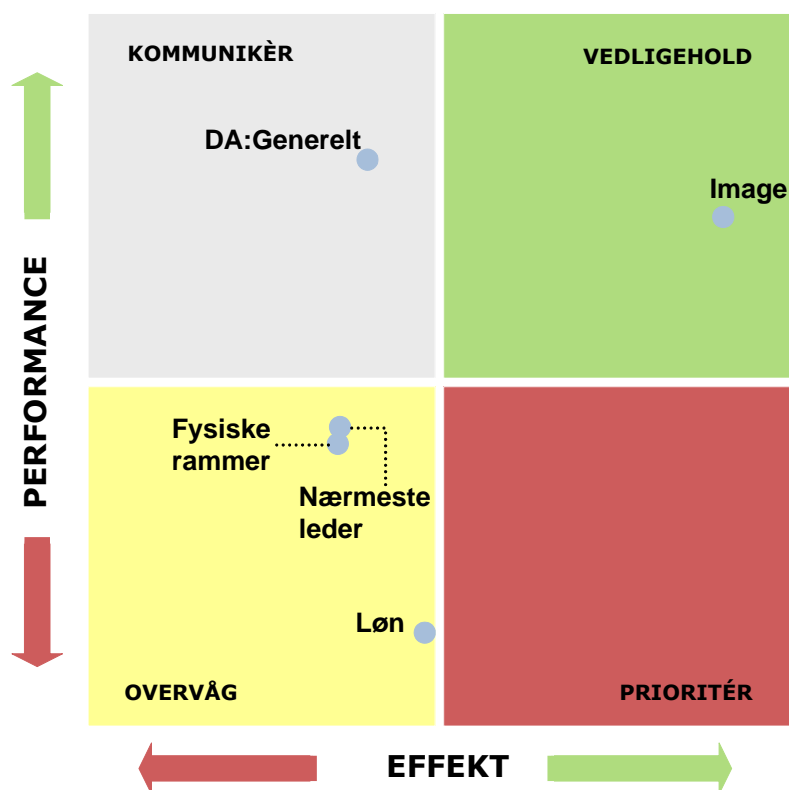 KOMMUNIKÈR
VEDLIGEHOLD
DA:Generelt
Image
PERFORMANCE
Fysiske
rammer
Nærmeste
leder
Løn
OVERVÅG
PRIORITÉR
EFFEKT